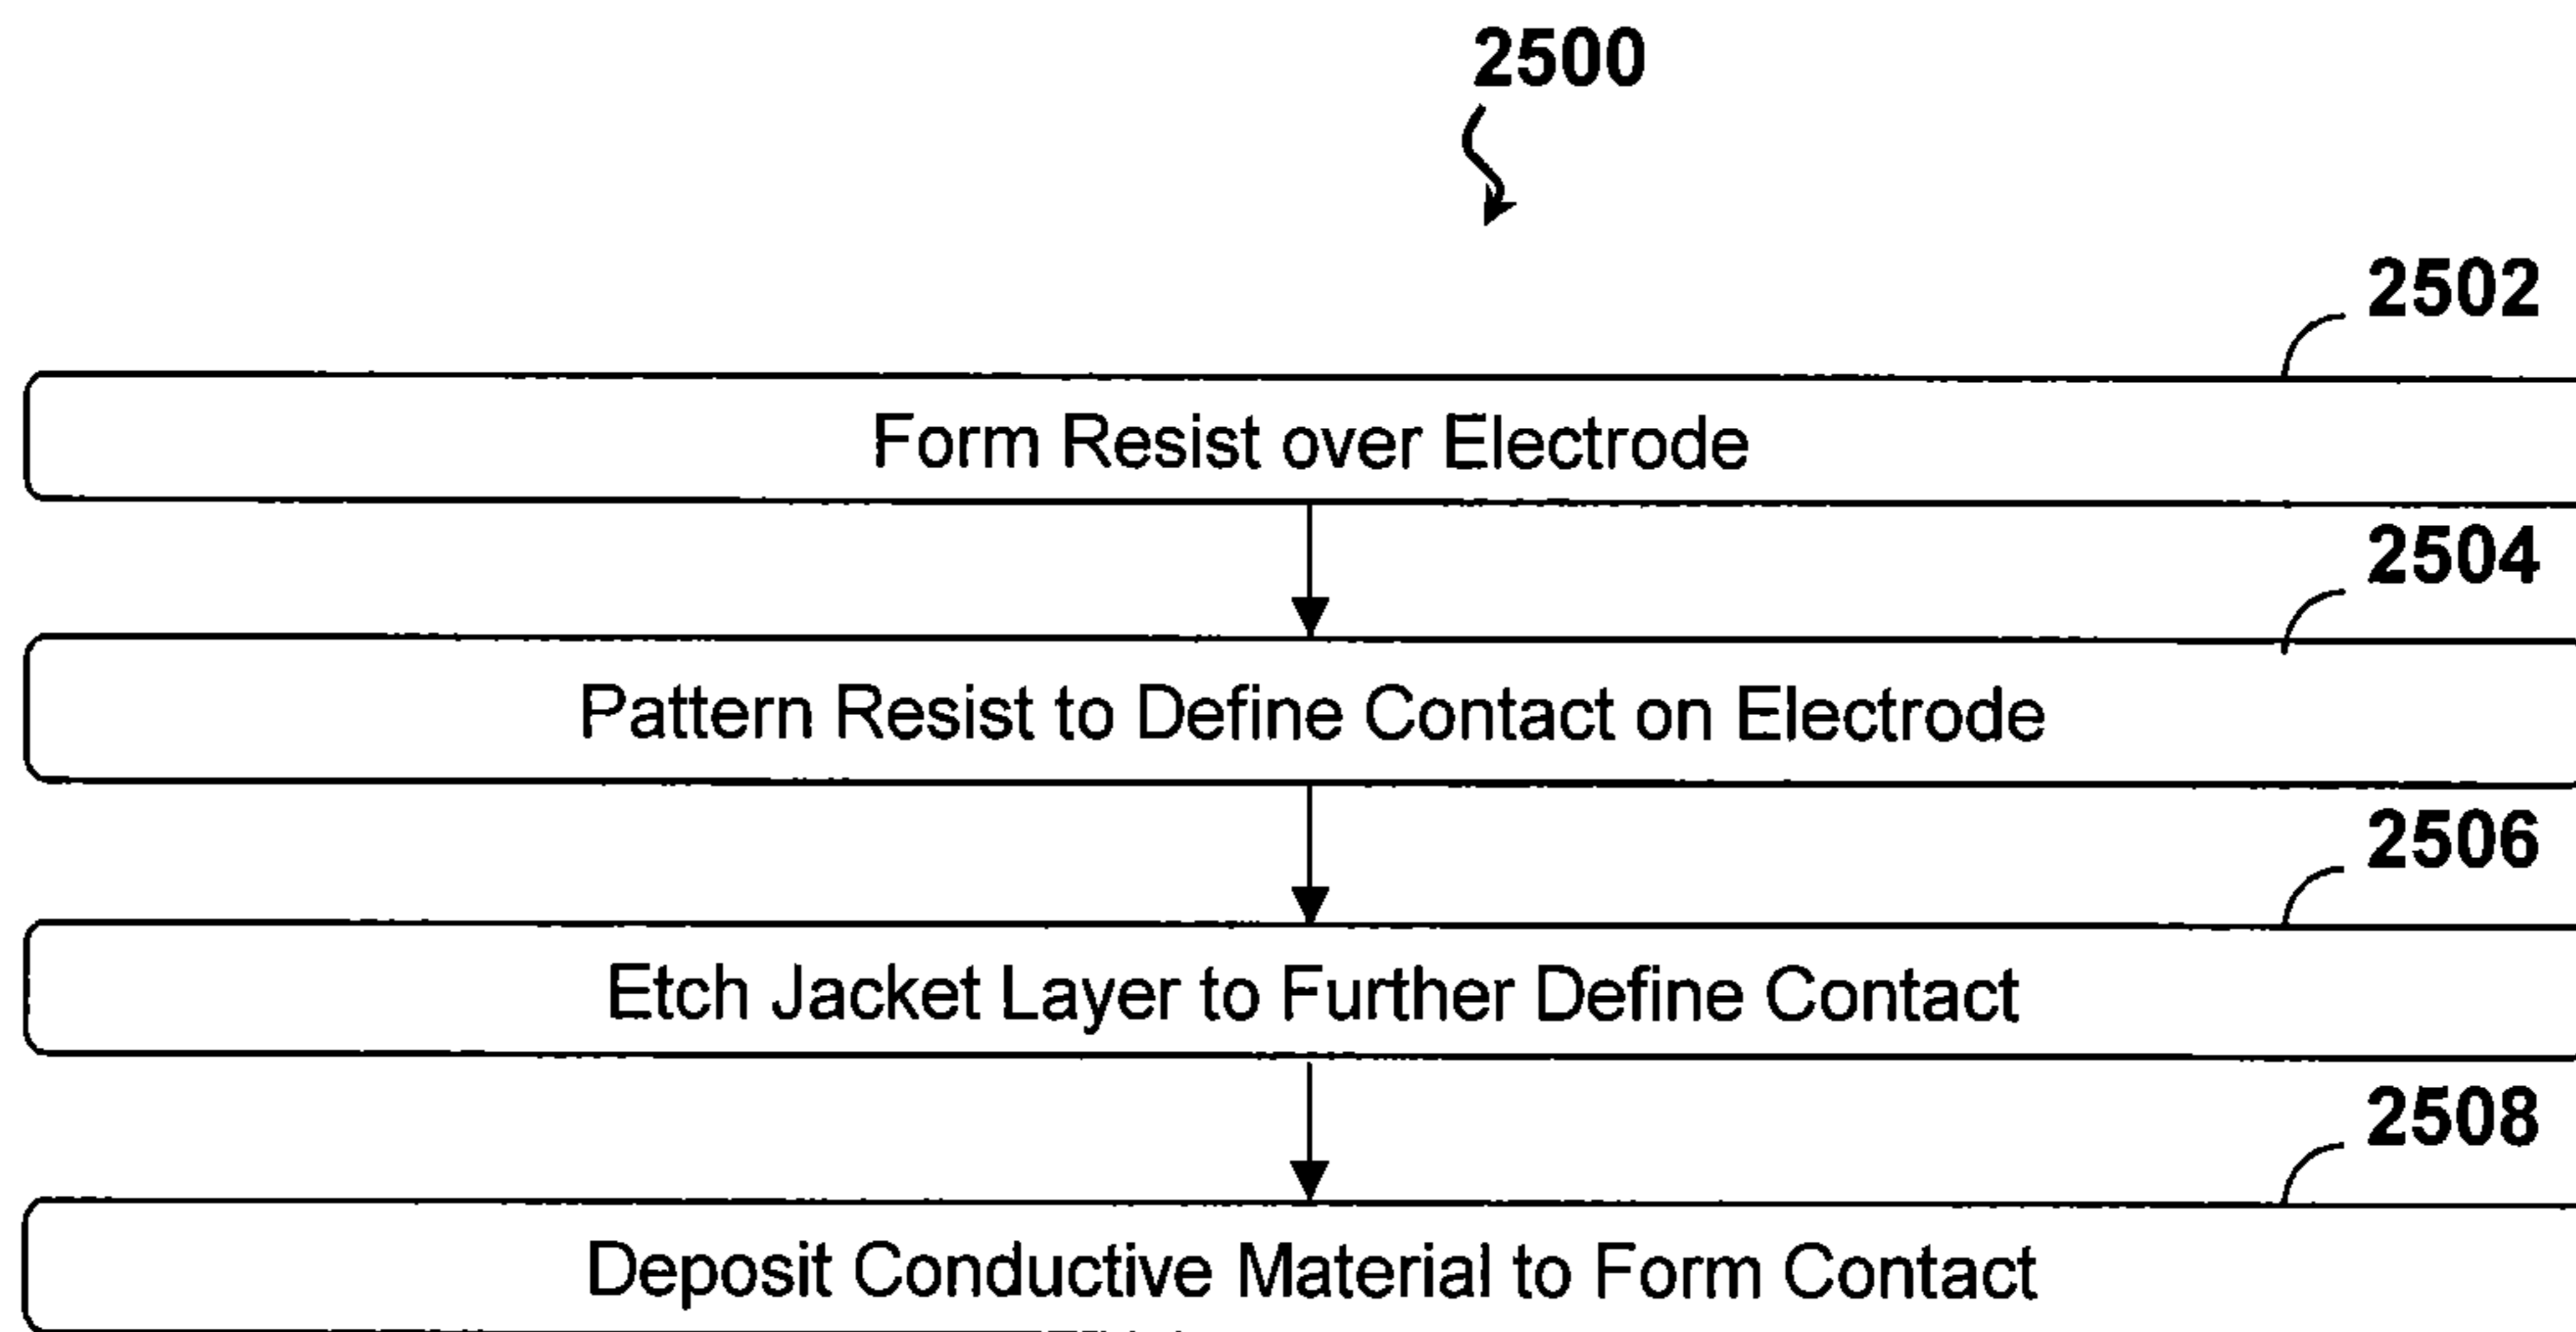 2500
2502
Form Resist over Electrode
2504
Pattern Resist to Define Contact on Electrode
2506
Etch Jacket Layer to Further Define Contact
2508
Deposit Conductive Material to Form Contact